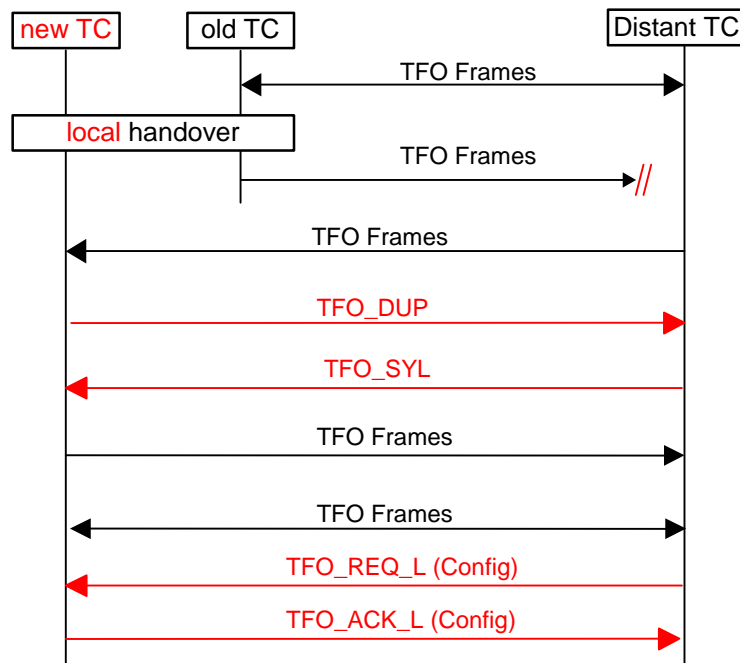 new TC
old TC
Distant TC
TFO Frames
local handover
TFO Frames
TFO Frames
TFO_DUP
TFO_SYL
TFO Frames
TFO Frames
TFO_REQ_L (Config)
TFO_ACK_L (Config)